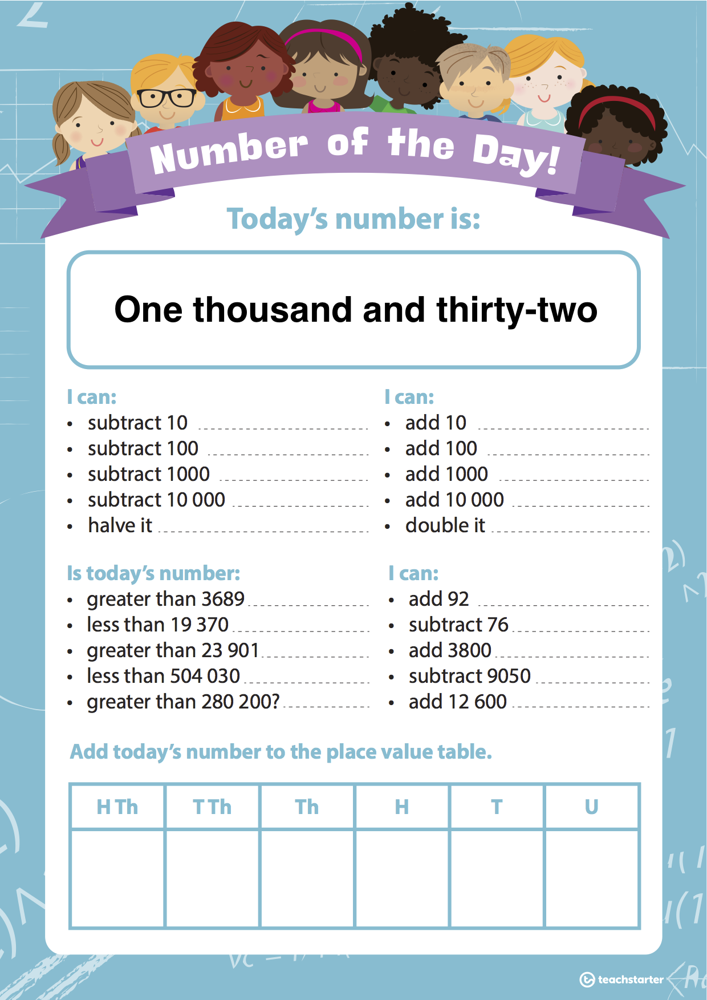 Number of the Day!
Today's number is:
One thousand and thirty-two
I can:
• subtract 10
• subtract 100
• subtract 1000
• subtract 10 000
• halve it
I can:
• add 10
• add 100
• add 1000
• add 10 000
• double it
Is today's number:
• greater than 3689
• less than 19 370
• greater than 23 901
• less than 504 030
• greater than 280 200?
I can:
• add 92
• subtract 76
• add 3800
• subtract 9050
• add 12 600
Add today's number to the place value table.
H Th T Th Th H T U
teachstarter